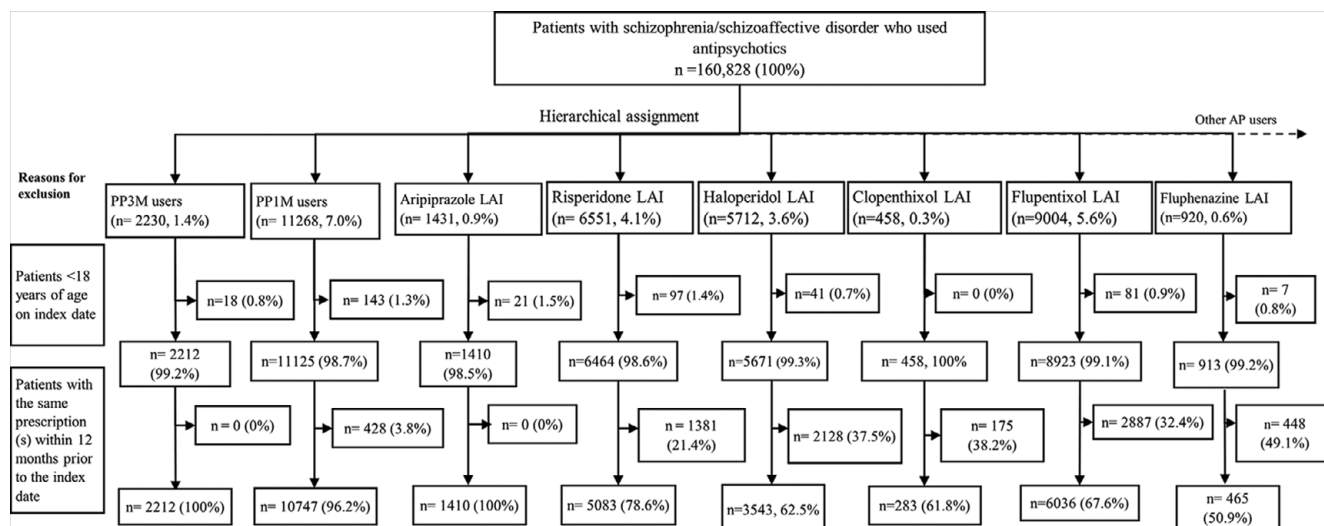 Patients with schizophrenia/schizoaffective disorder who used
antipsychotics
n =160,828 (100%)
Hierarchical assignment
Other AP users
Reasons for
exclusion
PP3M users
(n= 2230, 1.4%)
PP1M users
(n= 11268, 7.0%)
Aripiprazole LAI
(n= 1431, 0.9%)
Risperidone LAI
(n= 6551, 4.1%)
Haloperidol LAI
(n= 5712, 3.6%)
Clopenthixol LAI
(n=458, 0.3%)
Flupentixol LAI
(n=9004, 5.6%)
Fluphenazine LAI
(n=920, 0.6%)
Patients <18
years of age
on index date
n=18 (0.8%)
n= 143 (1.3%)
n= 21 (1.5%)
n= 97 (1.4%)
n=41 (0.7%)
n= 0 (0%)
n= 81 (0.9%)
n= 7
(0.8%)
n= 2212
(99.2%)
n=11125 (98.7%)
n=1410
(98.5%)
n=6464 (98.6%)
n=5671 (99.3%)
n= 458, 100%
n=8923 (99.1%)
n= 913 (99.2%)
Patients with
the same
prescription
(s) within 12
months prior
to the index
date
n= 0 (0%)
n= 428 (3.8%)
n= 0 (0%)
n= 1381
(21.4%)
n= 2128 (37.5%)
n= 175
(38.2%)
n= 2887 (32.4%)
n= 448
(49.1%)
n= 2212 (100%)
n= 10747 (96.2%)
n= 1410 (100%)
n= 5083 (78.6%)
n=3543, 62.5%
n= 283 (61.8%)
n=6036 (67.6%)
n= 465
(50.9%)